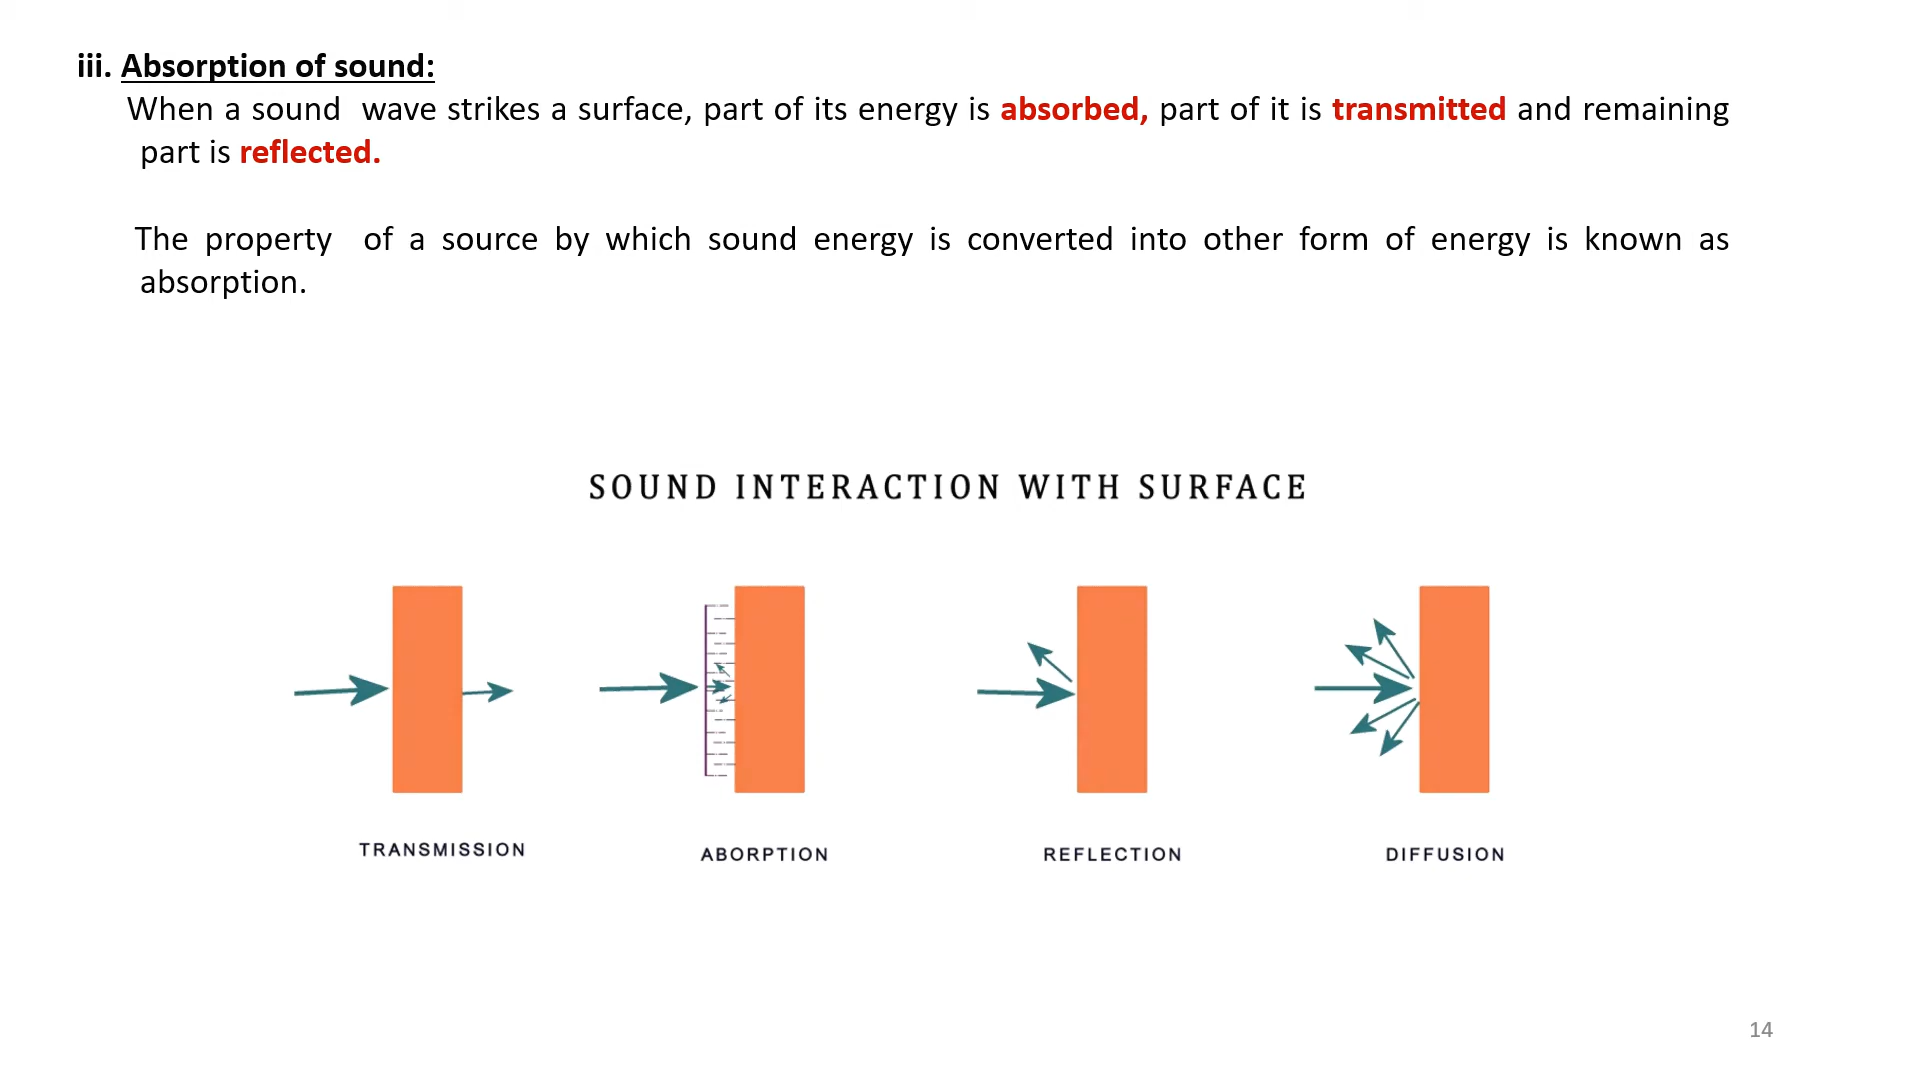 iii. Absorption of sound:
When a sound wave strikes a surface, part of its energy is absorbed, part of it is transmitted and remaining
part is reflected.
The property of a source by which sound energy is converted into other form of energy is known as
absorption.
SOUND INTERACTION WITH SURFACE
TRANSMISSION
ABORPTION
REFLECTION
DIFFUSION
14